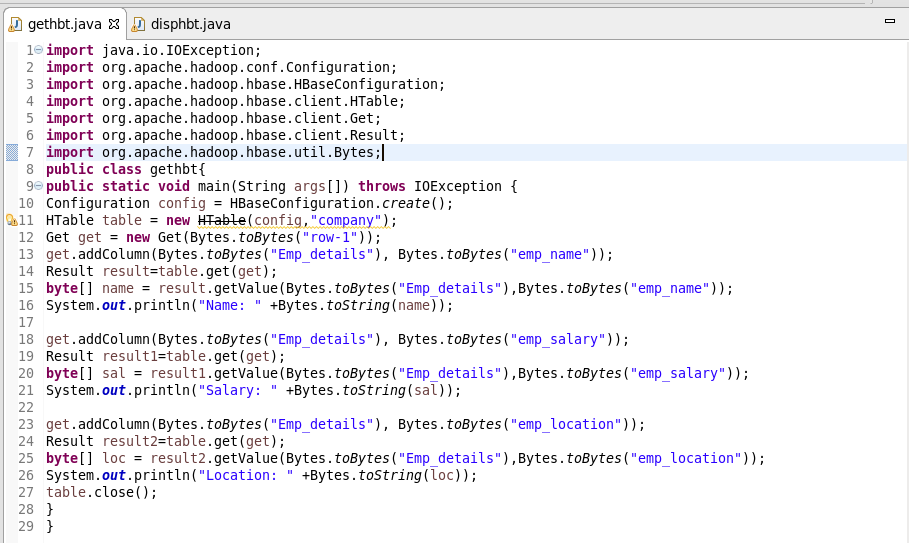 gethbt.java disphbt.java
1 import java.io.IOException;
2 import org.apache.hadoop.conf.Configuration;
3 import org.apache.hadoop.hbase.HBaseConfiguration;
4 import org.apache.hadoop.hbase.client.HTable;
5 import org.apache.hadoop.hbase.client.Get;
6 import org.apache.hadoop.hbase.client.Result;
7 import org.apache.hadoop.hbase.util.Bytes;
8 public class gethbt{
9 public static void main(String args[]) throws IOException {
10 Configuration config = HBaseConfiguration.create();
11 HTable table = new HTable(config,"company");
12 Get get = new Get(Bytes.toBytes("row-1"));
13 get.addColumn(Bytes.toBytes("Emp_details"), Bytes.toBytes("emp_name"));
14 Result result=table.get(get);
15 byte[] name = result.getValue(Bytes.toBytes("Emp_details"),Bytes.toBytes("emp_name"));
16 System.out.println("Name: " +Bytes.toString(name));
17
18 get.addColumn(Bytes.toBytes("Emp_details"), Bytes.toBytes("emp_salary"));
19 Result result1=table.get(get);
20 byte[] sal = result1.getValue(Bytes.toBytes("Emp_details"),Bytes.toBytes("emp_salary"));
21 System.out.println("Salary: " +Bytes.toString(sal));
22
23 get.addColumn(Bytes.toBytes("Emp_details"), Bytes.toBytes("emp_location"));
24 Result result2=table.get(get);
25 byte[] loc = result2.getValue(Bytes.toBytes("Emp_details"),Bytes.toBytes("emp_location"));
26 System.out.println("Location: " +Bytes.toString(loc));
27 table.close();
28 }
29 }